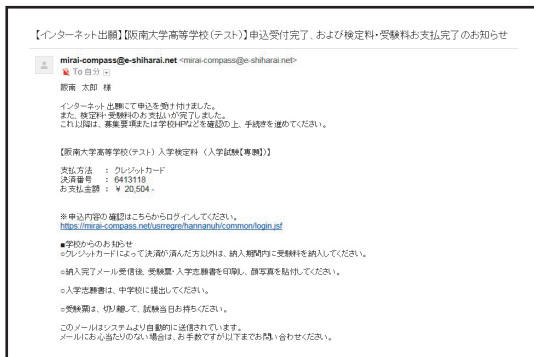 【インターネット出願】【阪南大学高等学校(テスト)】申込受付完了、および検定料・受験料お支払完了のお知らせ
mirai-compass@e-shiharai.net <mirai-compass@e-shiharai.net>
To 自分
阪南 太郎 様
インターネット出願にて申込を受け付けました。
また、検定料・受験料のお支払いが完了しました。
これ以降は、募集要項または学校HPなどを確認の上、手続きを進めてください。
【阪南大学高等学校(テスト) 入学検定料 (入学試験【専願】)】
支払方法 : クレジットカード
決済番号 : 6413118
お支払金額 : ¥ 20,504 -
※申込内容の確認はこちらからログインしてください。
https://mirai-compass.net/usr/regre/hannanuh/common/login.jsf
■学校からのお知らせ
○クレジットカードによって決済が済んだ方以外は、納入期間内に受験料を納入してください。
○納入完了メール受信後、受験票・入学志願書を印刷し、顔写真を貼付してください。
○入学志願書は、中学校に提出してください。
○受験票は、切り離して、試験当日お持ちください。
このメールはシステムより自動的に送信されています。
メールにお心当たりのない場合は、お手数ですが以下までお問い合わせください。